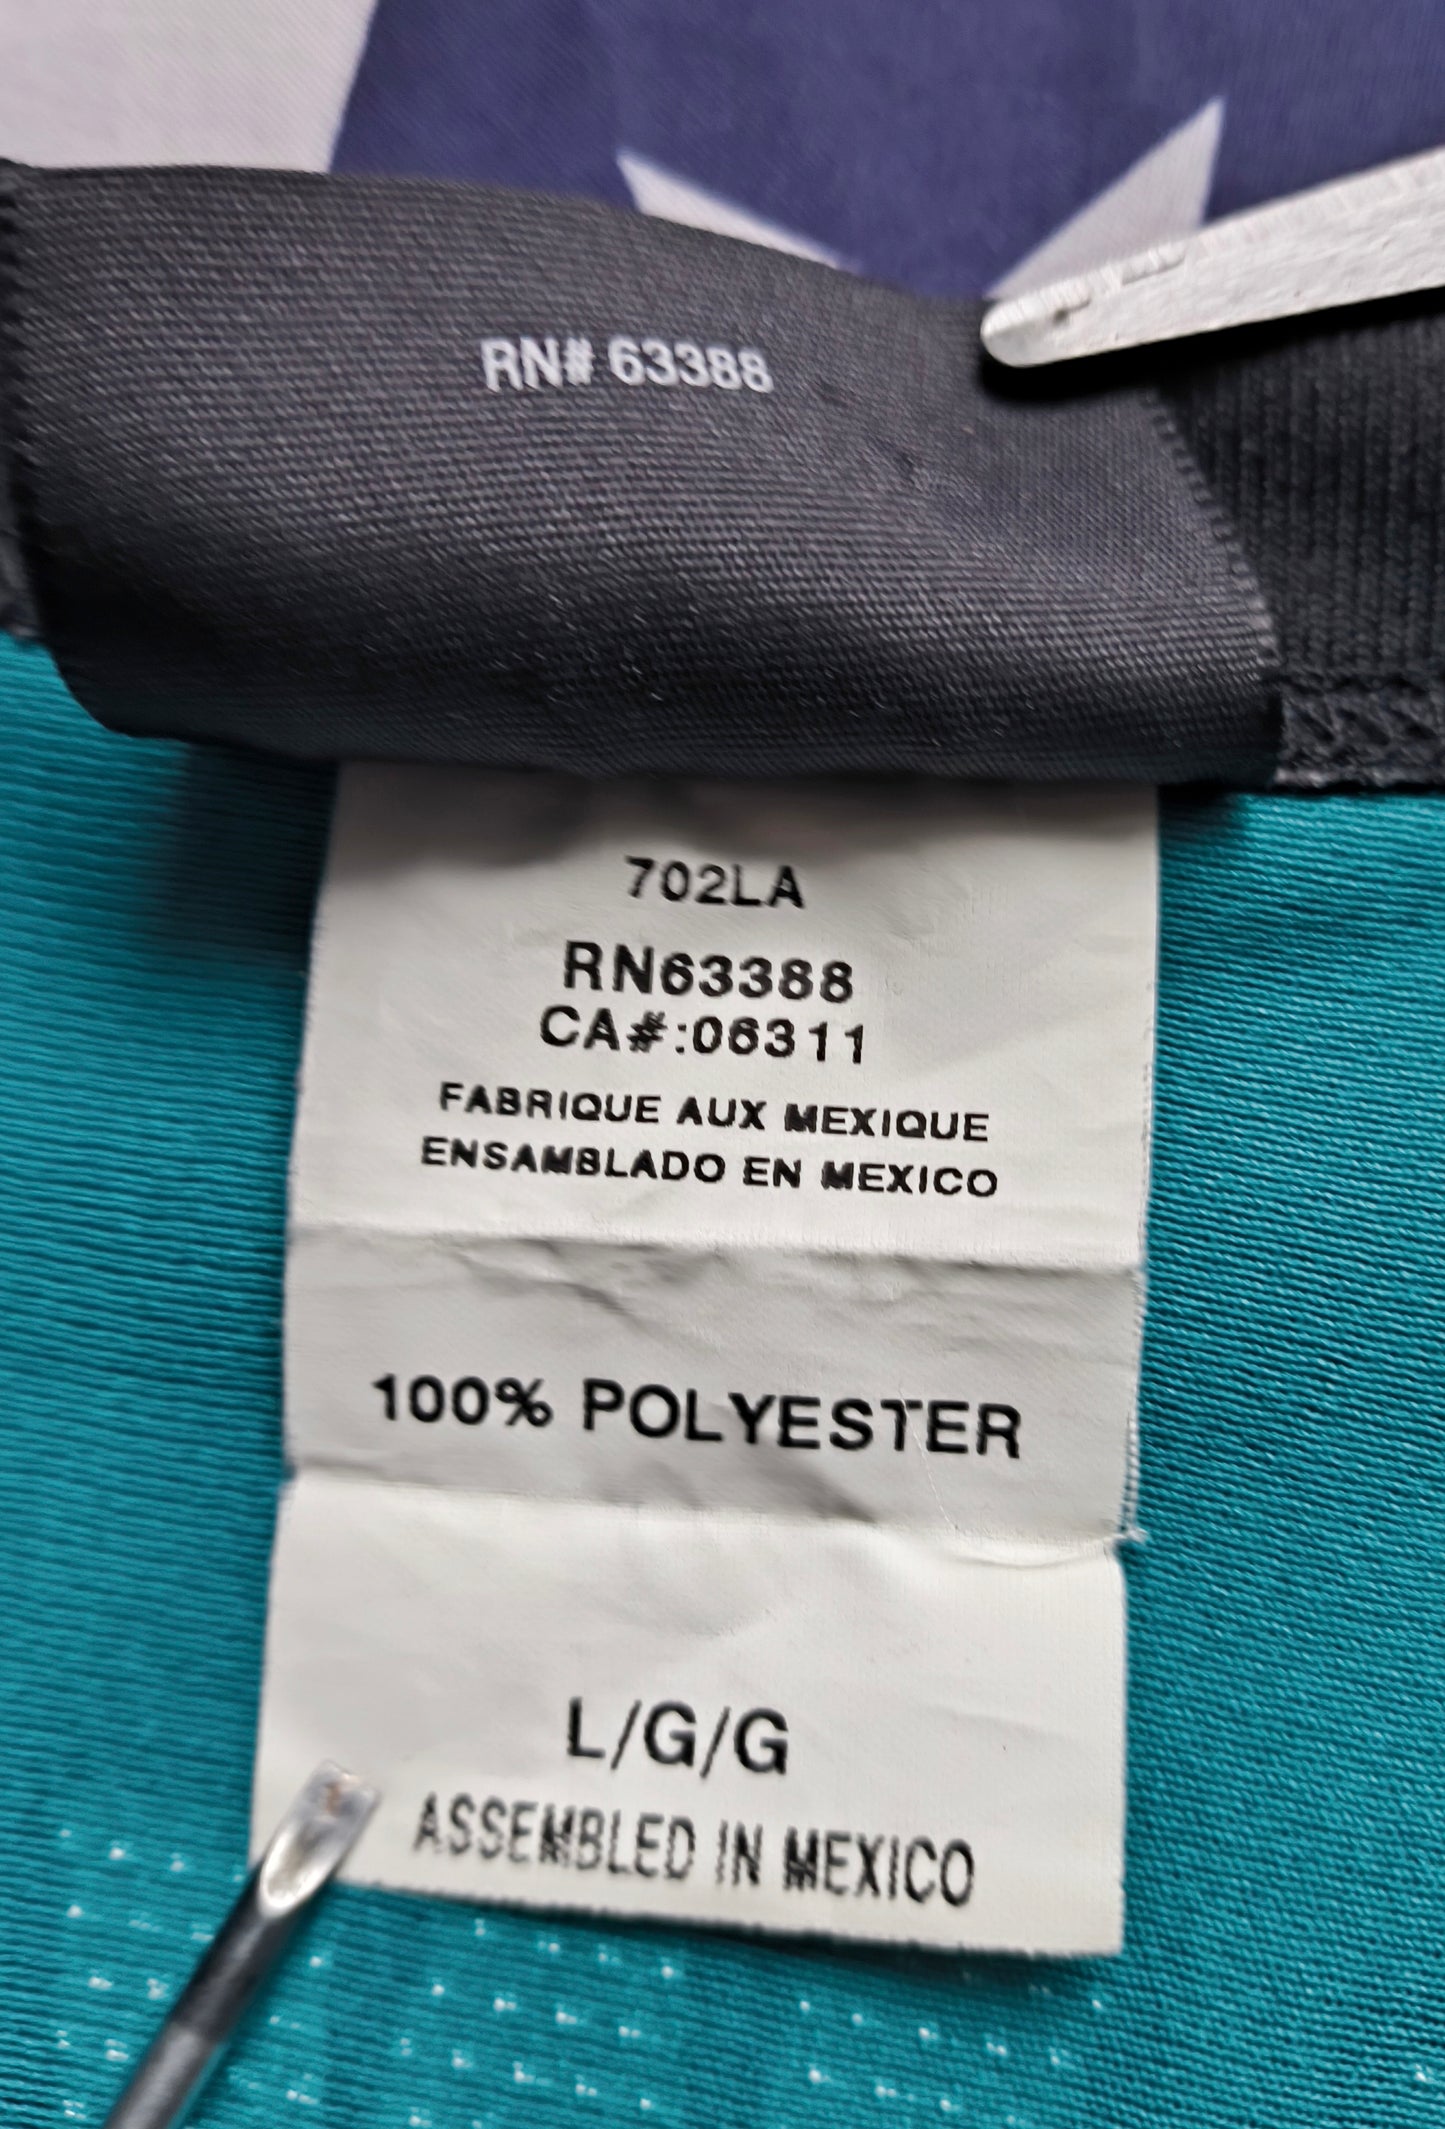 RN# 63388
702LA
RN63388
CA#:06311
FABRIQUE AUX MEXIQUE
ENSAMBLADO EN MEXICO
100% POLYESTER
L/G/G
ASSEMBLED IN MEXICO